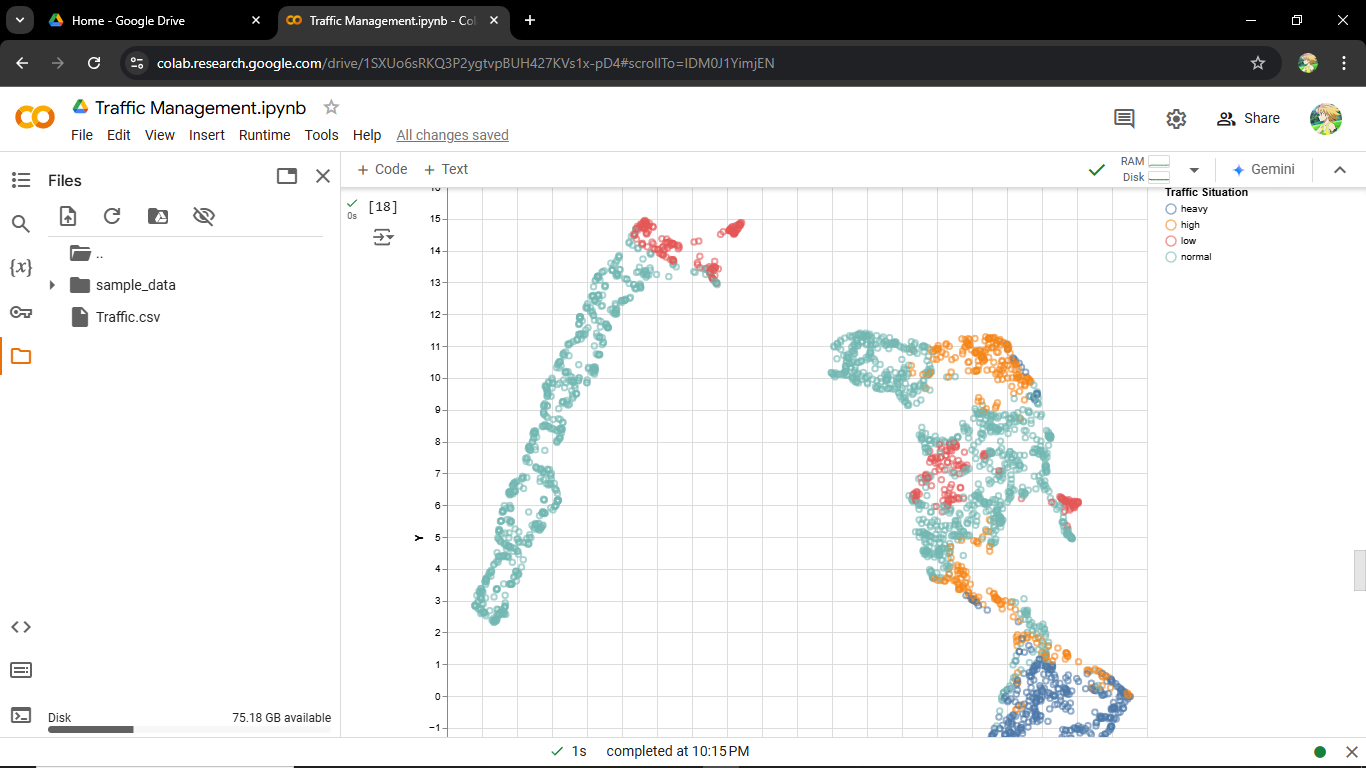 Home - Google Drive
Traffic Management.ipynb - Col
colab.research.google.com/drive/1SXUo6sRKQ3P2ygtvpBUH427KVs1x-pD4#scrollTo=IDM0J1YimjEN
Traffic Management.ipynb
File Edit View Insert Runtime Tools Help All changes saved
Share
Files
+ Code + Text
RAM
Disk
Gemini
{x}
..
sample_data
Traffic.csv
Disk 75.18 GB available
0s
[18]
15
14
13
12
11
10
9
8
7
6
5
4
3
2
1
0
−1
Y
Traffic Situation
heavy
high
low
normal
1s completed at 10:15 PM